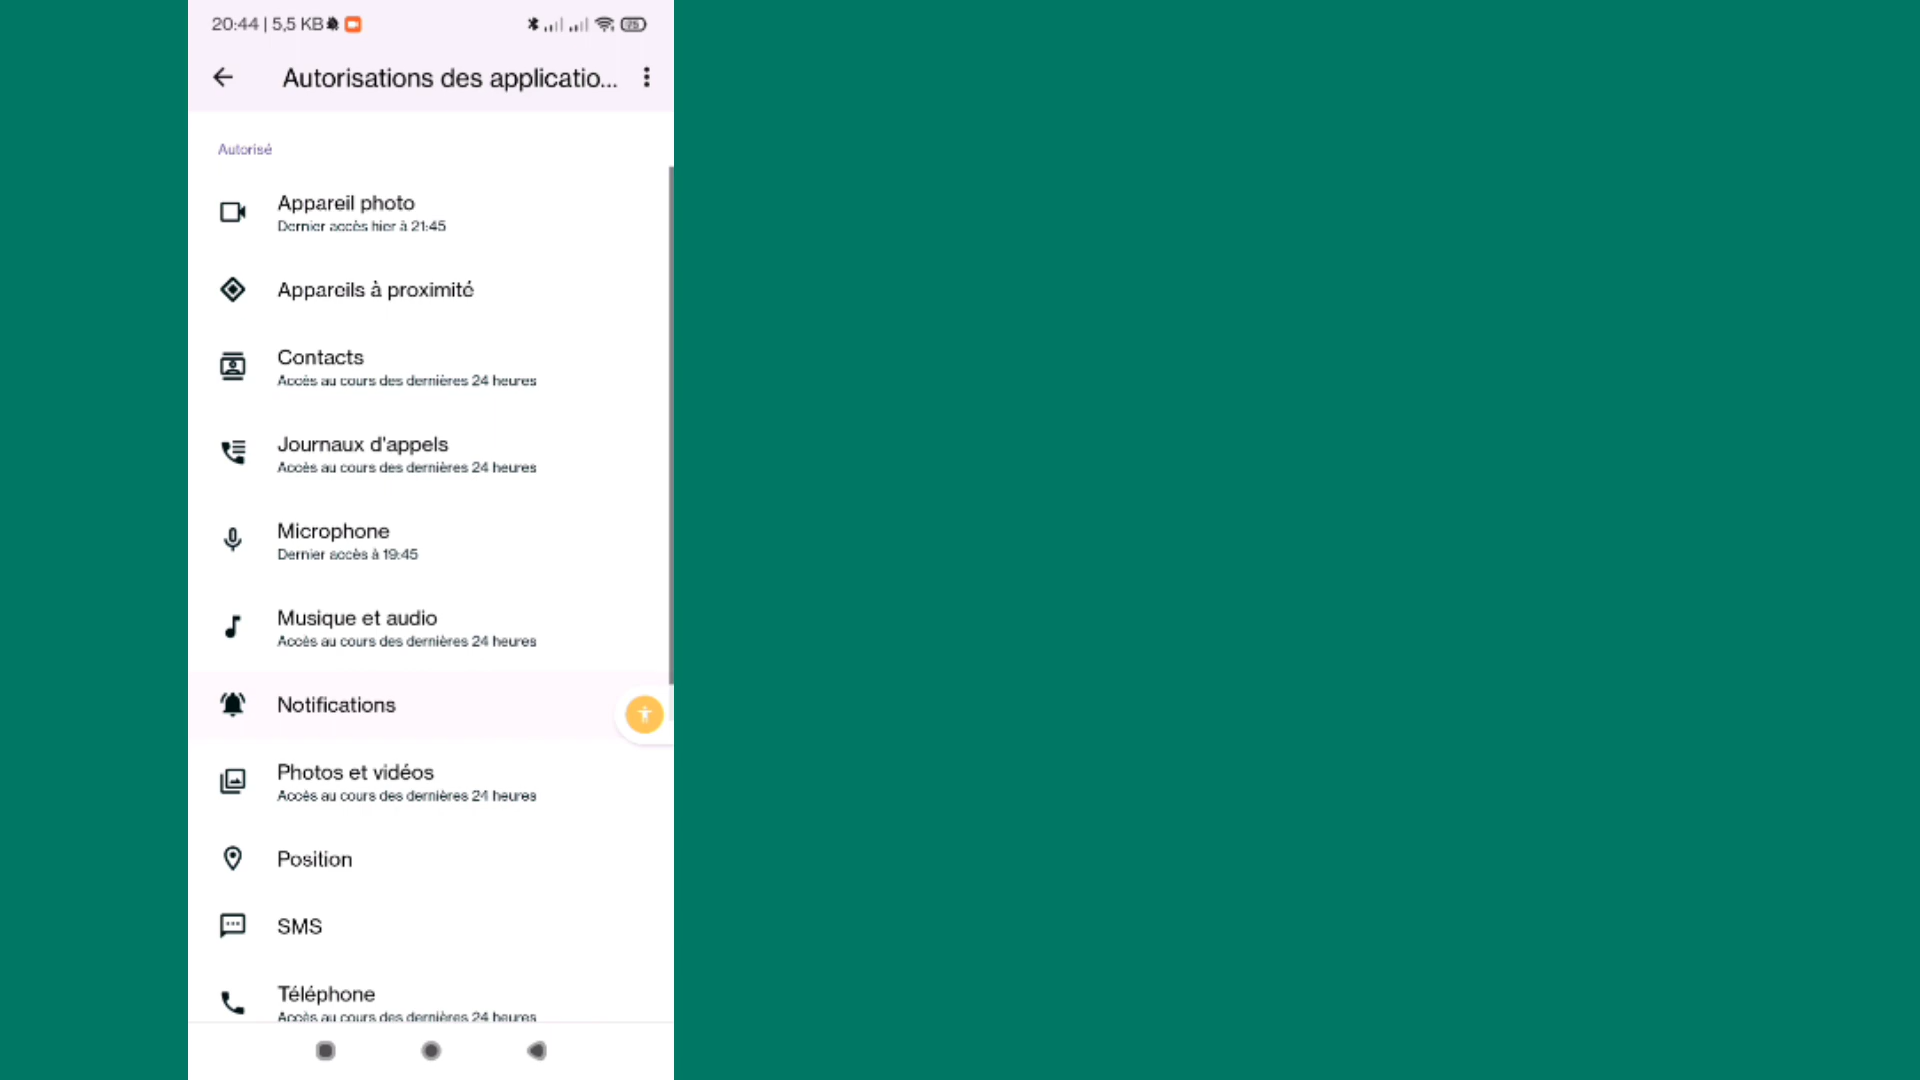 20:44 | 5,5 KB
25
Autorisations des applicatio...
Autorisé
Appareil photo
Dernier accès hier à 21:45
Appareils à proximité
Contacts
Accès au cours des dernières 24 heures
Journaux d'appels
Accès au cours des dernières 24 heures
Microphone
Dernier accès à 19:45
Musique et audio
Accès au cours des dernières 24 heures
Notifications
Photos et vidéos
Accès au cours des dernières 24 heures
Position
SMS
Téléphone
Accès au cours des dernières 24 heures